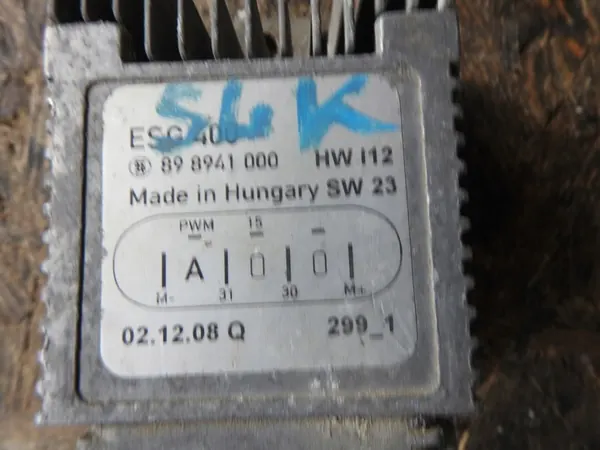 SLK
ESG 400
89 8941 000 HW I12
Made in Hungary SW 23
PWM 15
A
M- 31 30 M+
02.12.08 Q 299_1